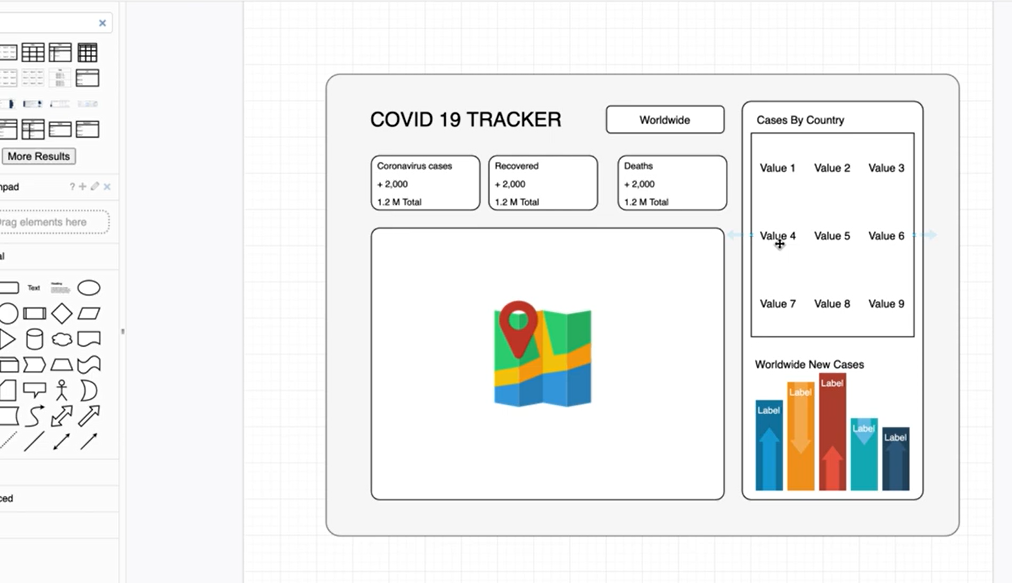 More Results
Drag elements here
Text
COVID 19 TRACKER
Worldwide
Coronavirus cases
+ 2,000
1.2 M Total
Recovered
+ 2,000
1.2 M Total
Deaths
+ 2,000
1.2 M Total
Cases By Country
Value 1 Value 2 Value 3
Value 4 Value 5 Value 6
Value 7 Value 8 Value 9
Worldwide New Cases
Label
Label
Label
Label
Label